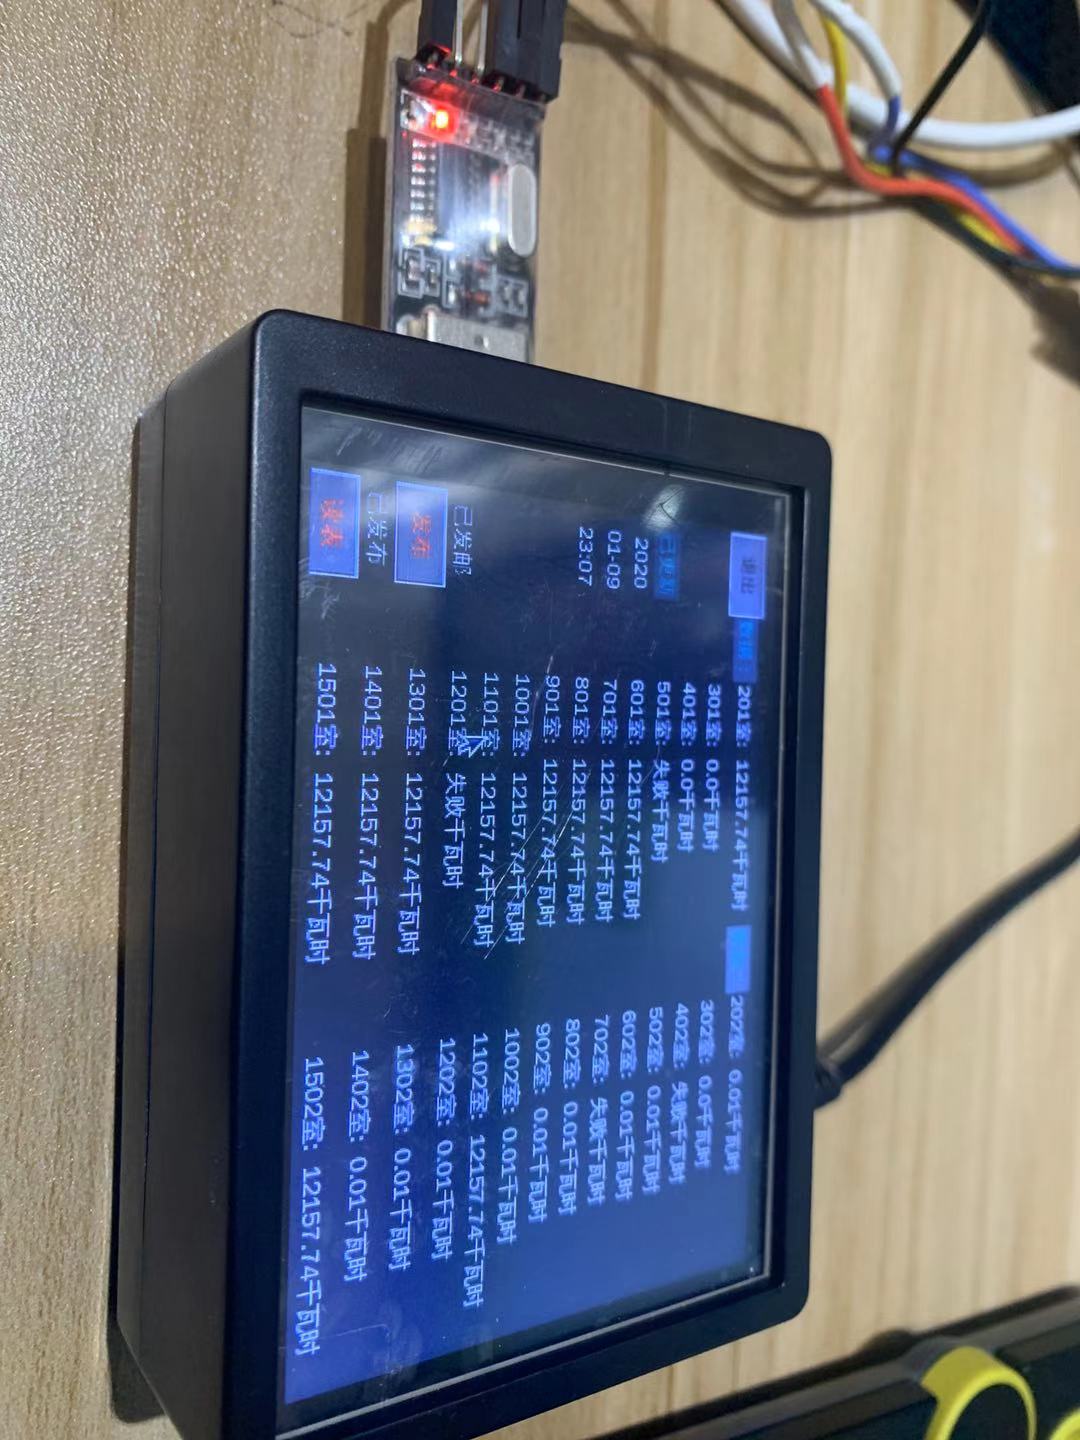 退出 数据： 201室: 12157.74千瓦时 202室: 0.01千瓦时
301室: 0.0千瓦时 302室: 0.0千瓦时
401室: 0.0千瓦时 402室: 失败千瓦时
已更新 501室: 失败千瓦时 502室: 0.01千瓦时
2020 601室: 12157.74千瓦时 602室: 0.01千瓦时
01-09 701室: 12157.74千瓦时 702室: 失败千瓦时
23:07 801室: 12157.74千瓦时 802室: 0.01千瓦时
901室: 12157.74千瓦时 902室: 0.01千瓦时
1001室: 12157.74千瓦时 1002室: 0.01千瓦时
1101室: 12157.74千瓦时 1102室: 12157.74千瓦时
已发邮 1201室: 失败千瓦时 1202室: 0.01千瓦时
发布 1301室: 12157.74千瓦时 1302室: 0.01千瓦时
已发布 1401室: 12157.74千瓦时 1402室: 0.01千瓦时
读表 1501室: 12157.74千瓦时 1502室: 12157.74千瓦时